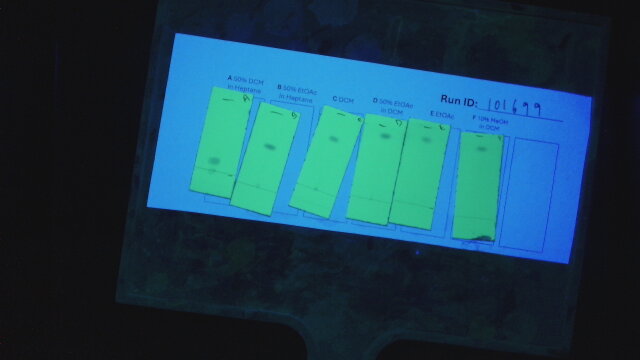 A 50% DCM
in Heptane
B 50% EtOAc
in Heptane
C DCM
D 50% EtOAc
in DCM
E EtOAc
F 10% MeOH
in DCM
Run ID: 101699